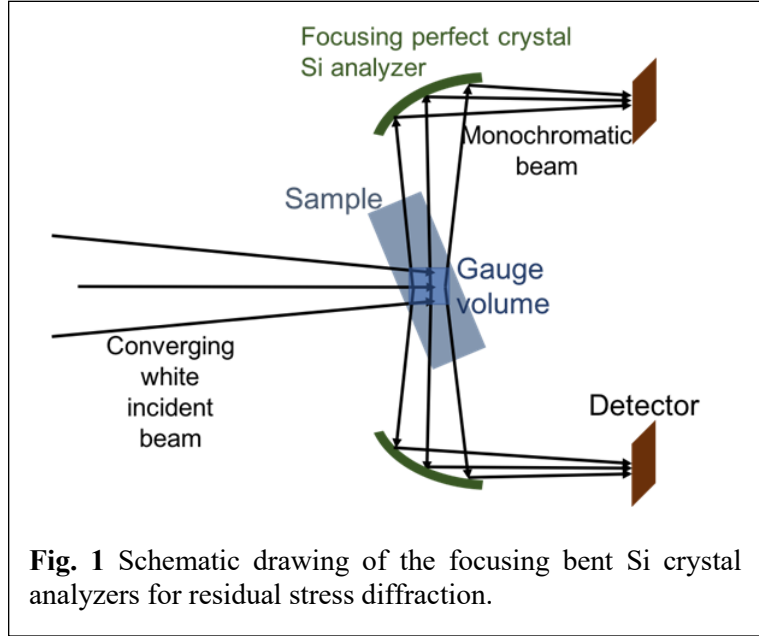 Focusing perfect crystal
Si analyzer
Monochromatic
beam
Sample
Gauge
volume
Converging
white
incident
beam
Detector
Fig. 1 Schematic drawing of the focusing bent Si crystal
analyzers for residual stress diffraction.